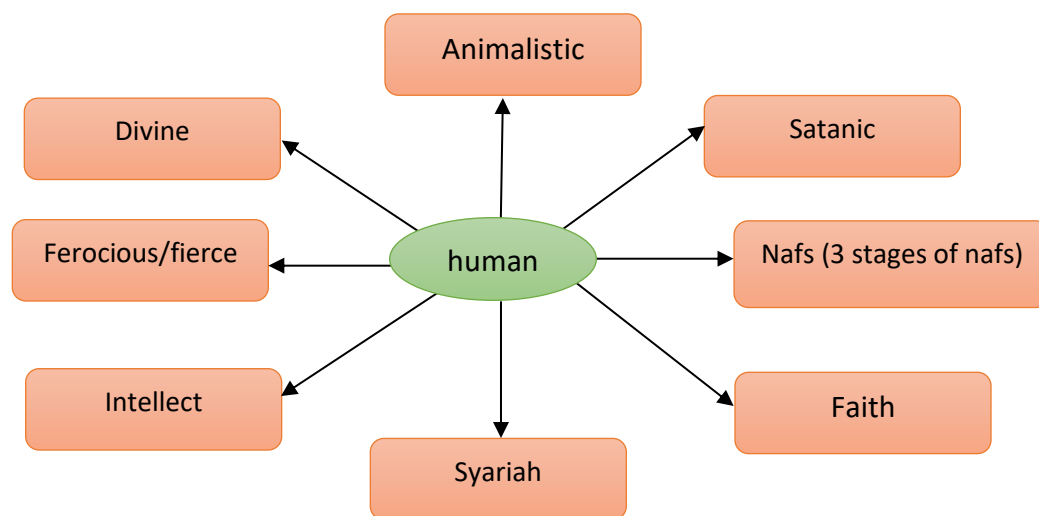 Animalistic
Divine
Satanic
Ferocious/fierce
human
Nafs (3 stages of nafs)
Intellect
Faith
Syariah